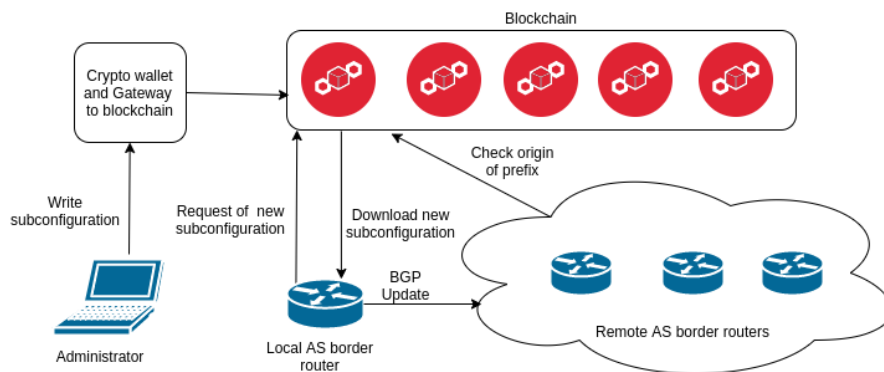 Blockchain
Crypto wallet
and Gateway
to blockchain
Check origin
of prefix
Write
subconfiguration
Request of new
subconfiguration
Download new
subconfiguration
BGP
Update
Remote AS border routers
Administrator
Local AS border
router